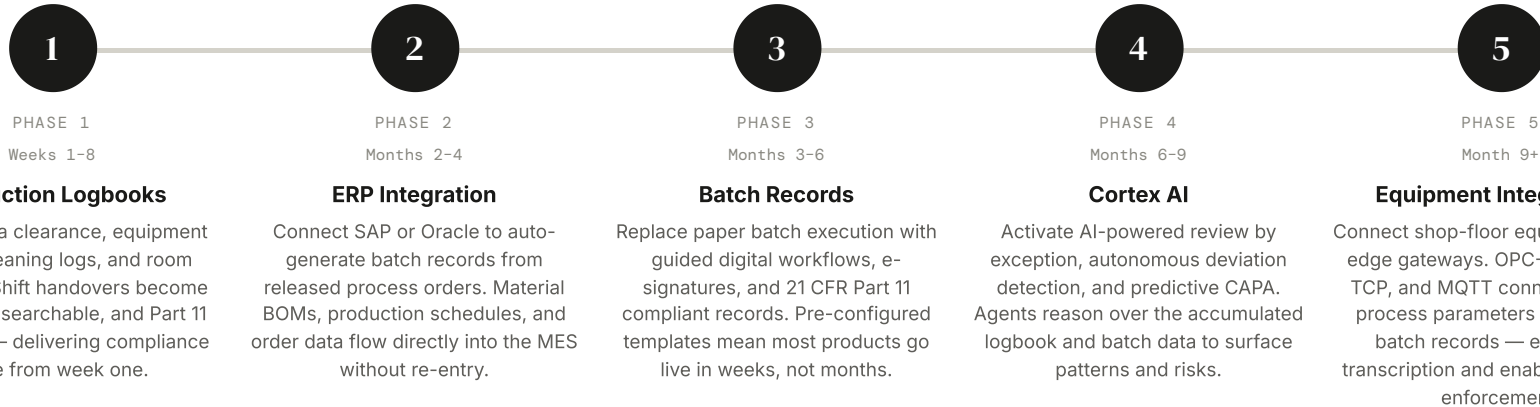 1
PHASE 1
Weeks 1–8
ction Logbooks
a clearance, equipment
eaning logs, and room
Shift handovers become
searchable, and Part 11
— delivering compliance
e from week one.
2
PHASE 2
Months 2–4
ERP Integration
Connect SAP or Oracle to auto-
generate batch records from
released process orders. Material
BOMs, production schedules, and
order data flow directly into the MES
without re-entry.
3
PHASE 3
Months 3–6
Batch Records
Replace paper batch execution with
guided digital workflows, e-
signatures, and 21 CFR Part 11
compliant records. Pre-configured
templates mean most products go
live in weeks, not months.
4
PHASE 4
Months 6–9
Cortex AI
Activate AI-powered review by
exception, autonomous deviation
detection, and predictive CAPA.
Agents reason over the accumulated
logbook and batch data to surface
patterns and risks.
5
PHASE 5
Month 9+
Equipment Integ
Connect shop-floor equ
edge gateways. OPC-
TCP, and MQTT conn
process parameters
batch records — e
transcription and enab
enforcemen